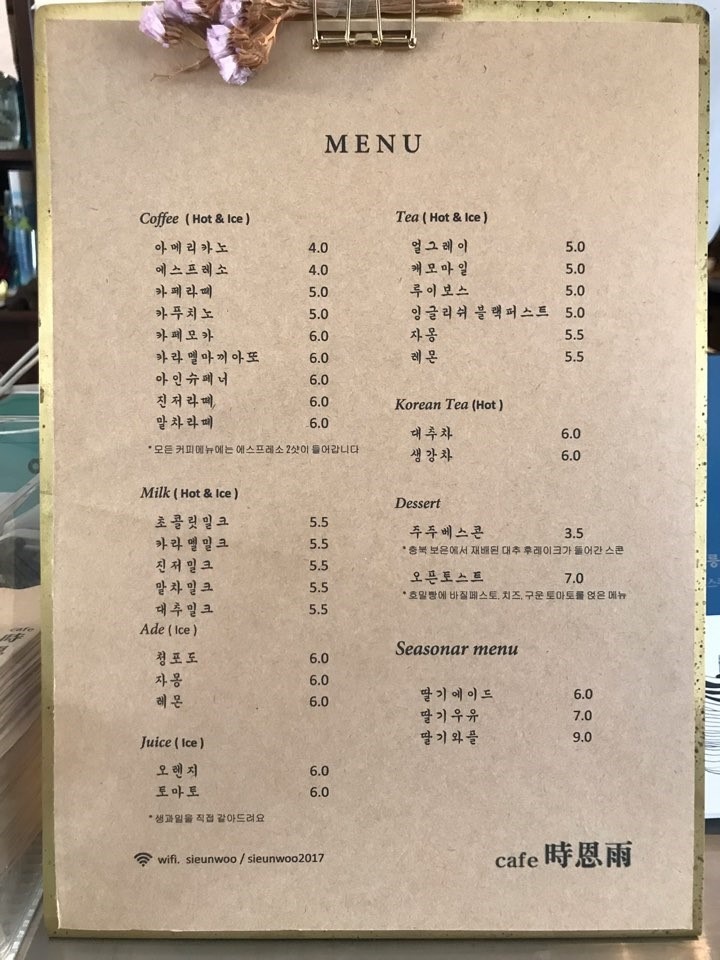 MENU
Coffee ( Hot & Ice )
아메리카노 4.0
에스프레소 4.0
카페라떼 5.0
카푸치노 5.0
카페모카 6.0
카라멜마끼아또 6.0
아인슈페너 6.0
진저라떼 6.0
말차라떼 6.0
* 모든 커피메뉴에는 에스프레소 2샷이 들어갑니다
Milk ( Hot & Ice )
초콜릿밀크 5.5
카라멜밀크 5.5
진저밀크 5.5
말차밀크 5.5
대추밀크 5.5
Ade ( Ice )
청포도 6.0
자몽 6.0
레몬 6.0
Juice ( Ice )
오렌지 6.0
토마토 6.0
* 생과일을 직접 갈아드려요
wifi. sieunwoo / sieunwoo2017
Tea ( Hot & Ice )
얼그레이 5.0
캐모마일 5.0
루이보스 5.0
잉글리쉬 블랙퍼스트 5.0
자몽 5.5
레몬 5.5
Korean Tea (Hot )
대추차 6.0
생강차 6.0
Dessert
주주베스콘 3.5
* 충북 보은에서 재배된 대추 후레이크가 들어간 스콘
오픈토스트 7.0
* 호밀빵에 바질페스토, 치즈, 구운 토마토를 얹은 메뉴
Seasonar menu
딸기에이드 6.0
딸기우유 7.0
딸기와플 9.0
cafe 時恩雨